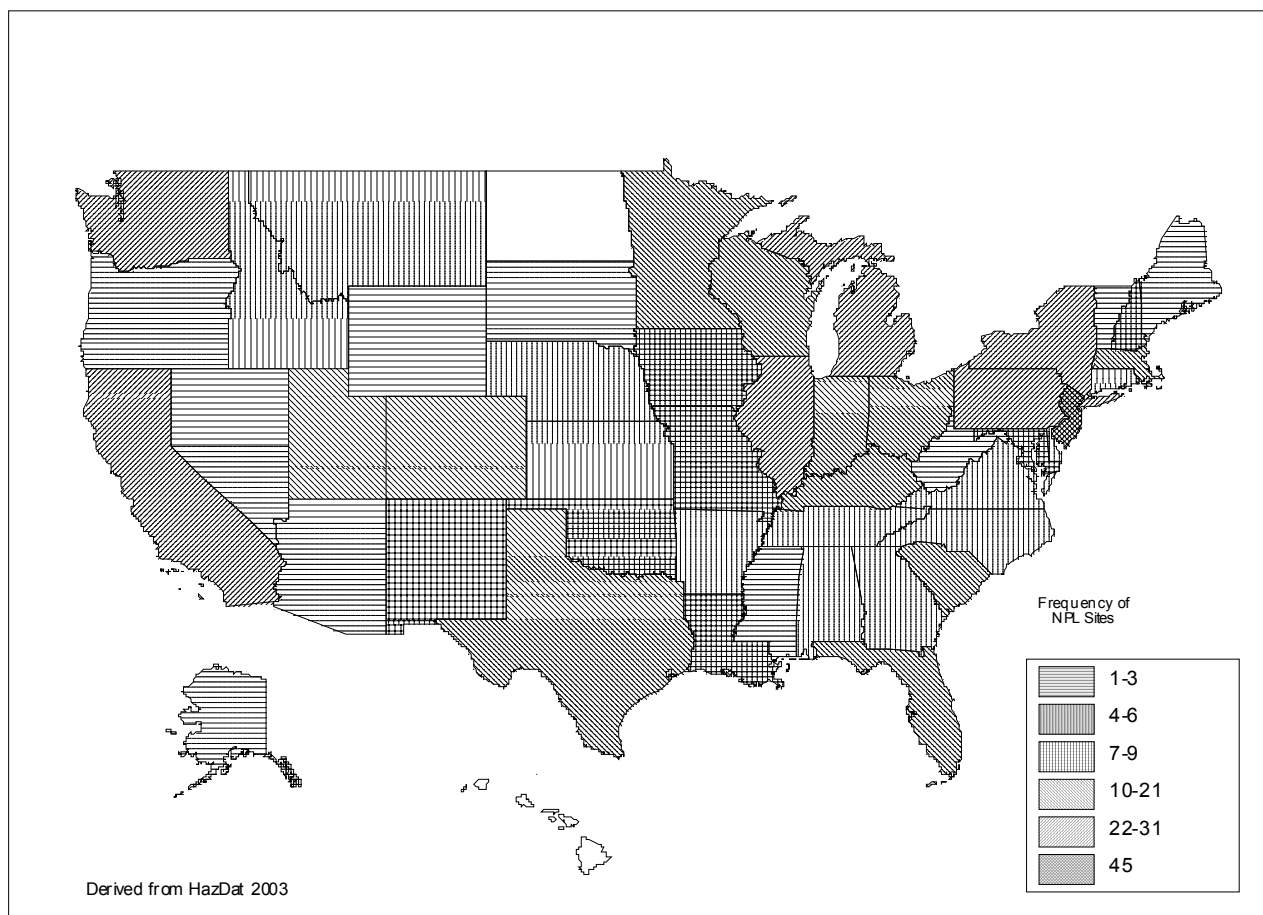 Frequency of
NPL Sites
1-3
4-6
7-9
10-21
22-31
45
Derived from HazDat 2003